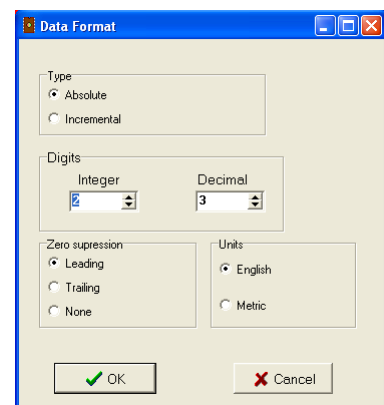 Data Format
Type
Absolute
Incremental
Digits
Integer Decimal
2 3
Zero supression
Leading
Trailing
None
Units
English
Metric
OK Cancel